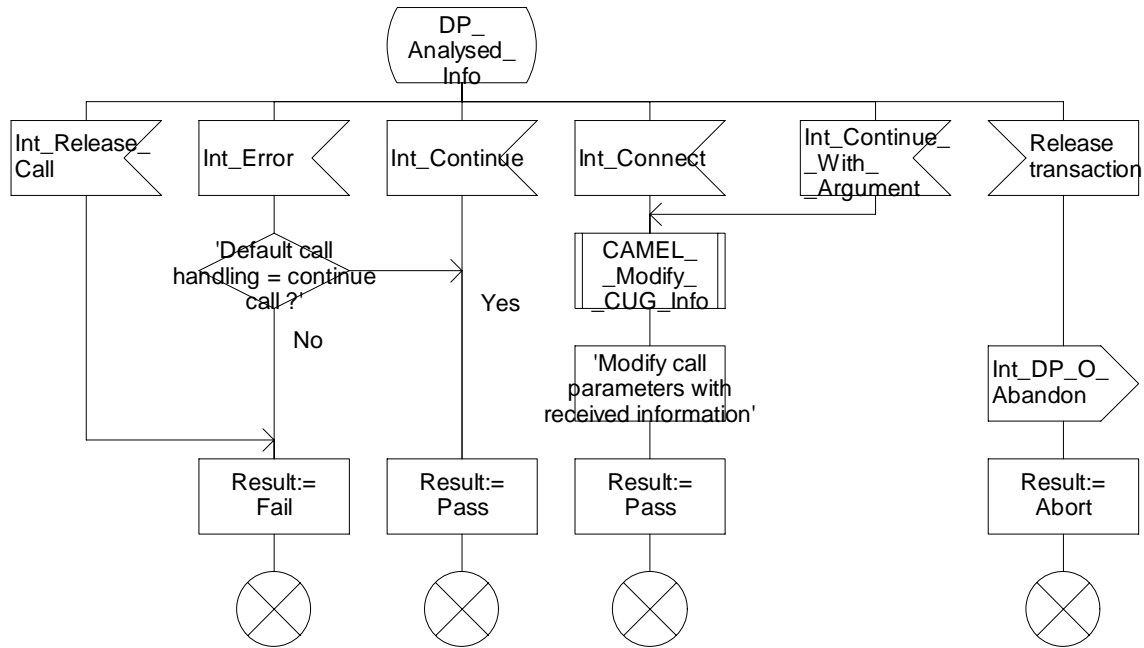 DP_
Analysed_
Info
Int_Release_
Call
Int_Error
Int_Continue
Int_Connect
Int_Continue_
_With_
_Argument
Release
transaction
'Default call
handling = continue
call ?'
Yes
No
CAMEL_
_Modify_
_CUG_Info
'Modify call
parameters with
received information'
Int_DP_O_
Abandon
Result:=
Fail
Result:=
Pass
Result:=
Pass
Result:=
Abort